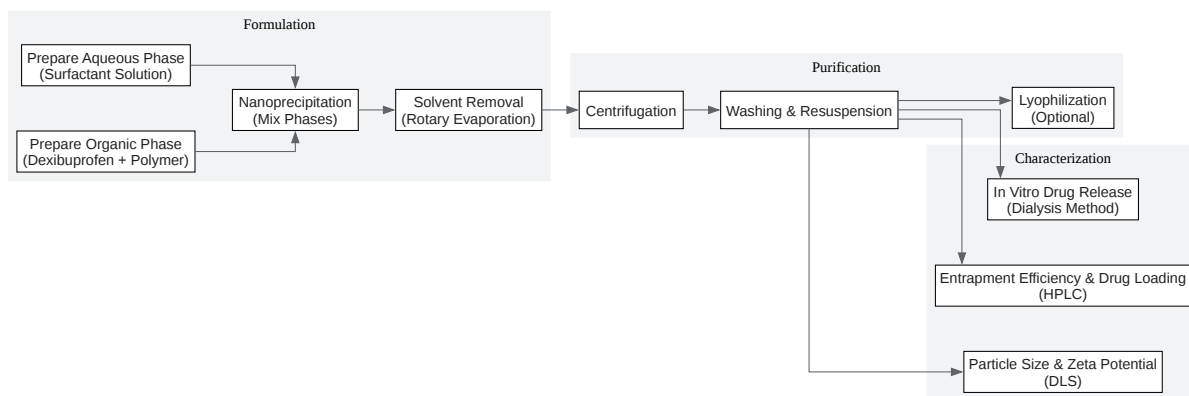 Formulation
Prepare Aqueous Phase
(Surfactant Solution)
Prepare Organic Phase
(Dexibuprofen + Polymer)
Nanoprecipitation
(Mix Phases)
Solvent Removal
(Rotary Evaporation)
Purification
Centrifugation
Washing & Resuspension
Lyophilization
(Optional)
Characterization
In Vitro Drug Release
(Dialysis Method)
Entrapment Efficiency & Drug Loading
(HPLC)
Particle Size & Zeta Potential
(DLS)